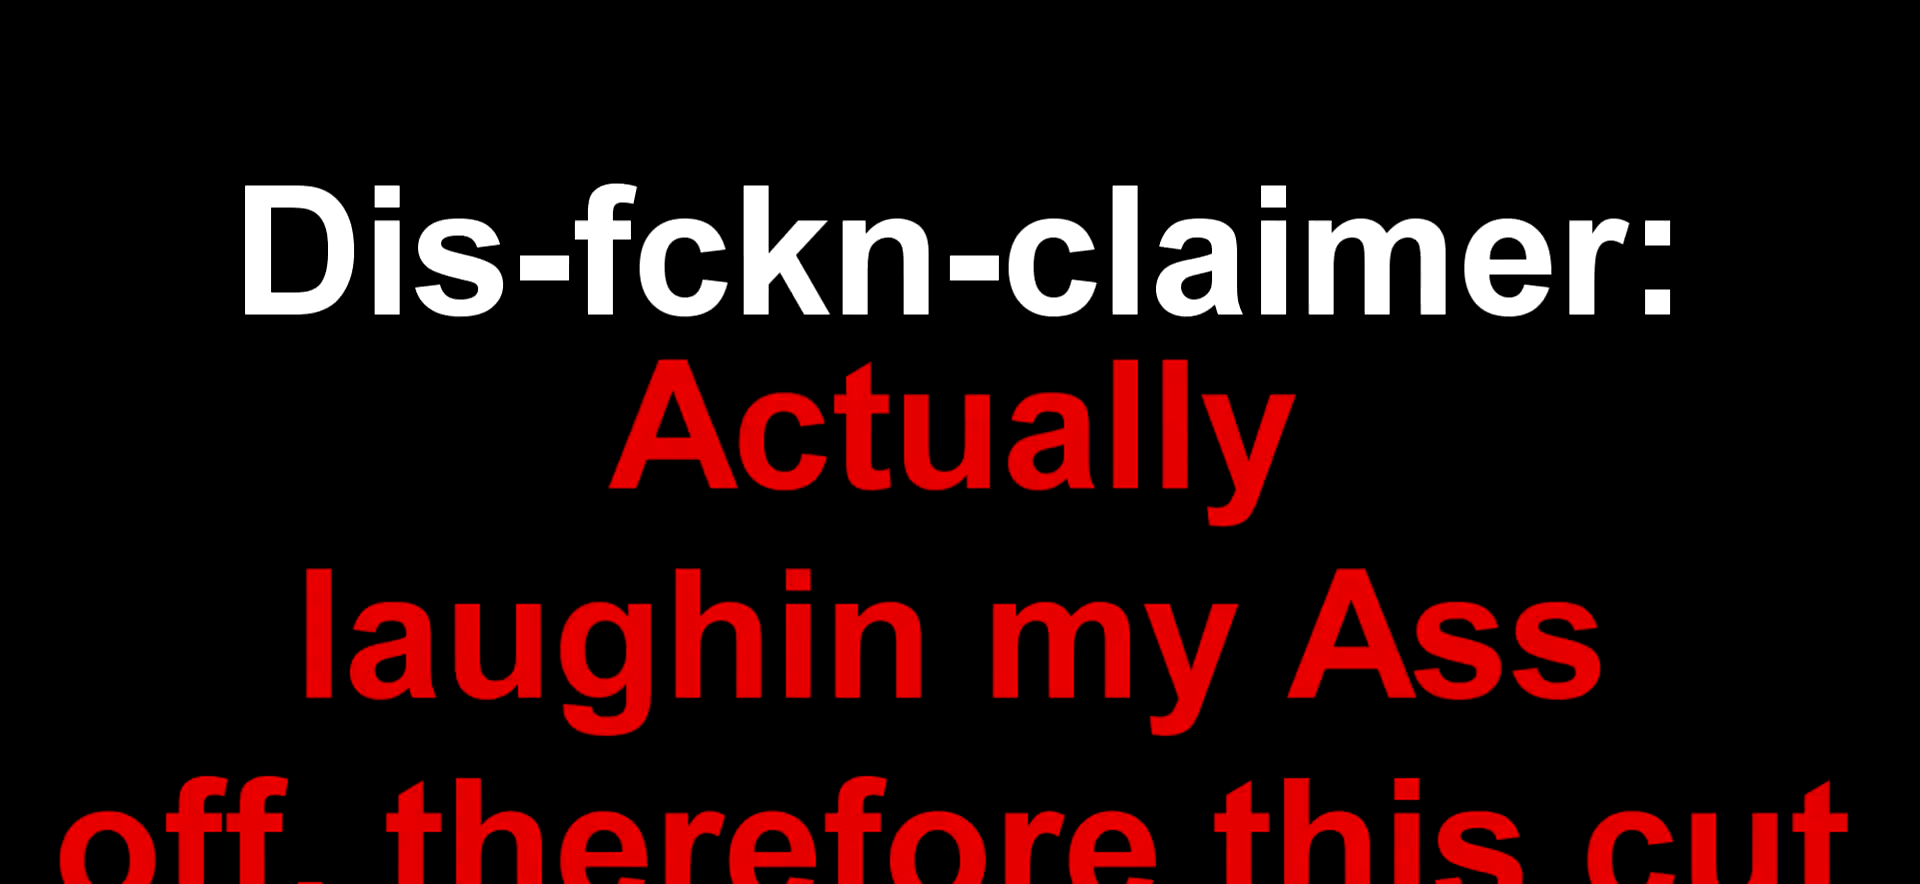 Dis-fckn-claimer:
Actually
laughin my Ass
off, therefore this cut